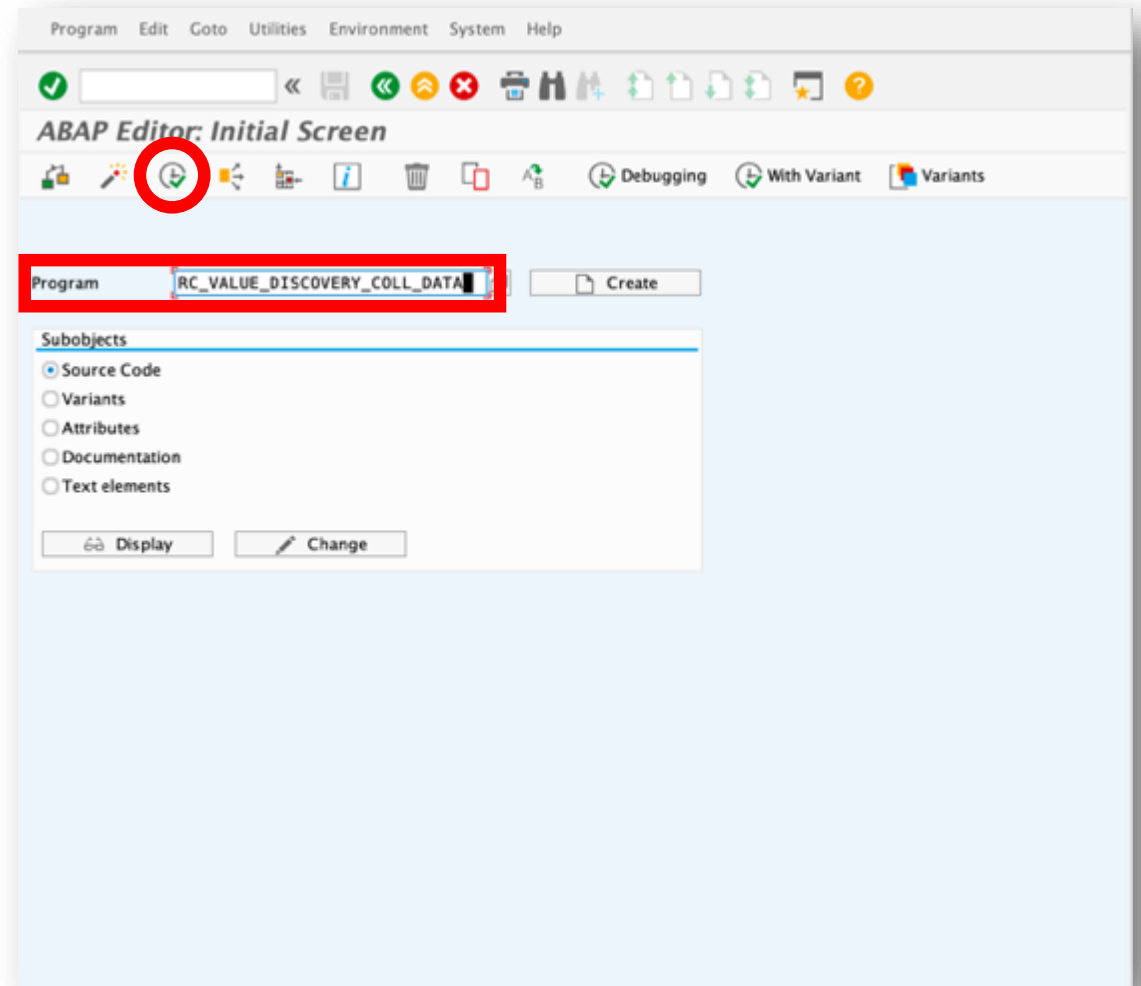 Program Edit Goto Utilities Environment System Help
ABAP Editor: Initial Screen
Debugging With Variant Variants
Program RC_VALUE_DISCOVERY_COLL_DATA Create
Subobjects
Source Code
Variants
Attributes
Documentation
Text elements
Display Change